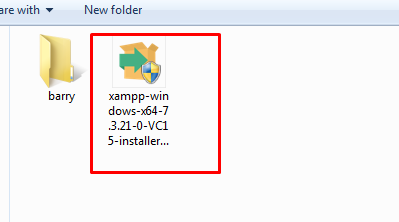 are with
New folder
barry
xampp-win
dows-x64-7
.3.21-0-VC1
5-installer...